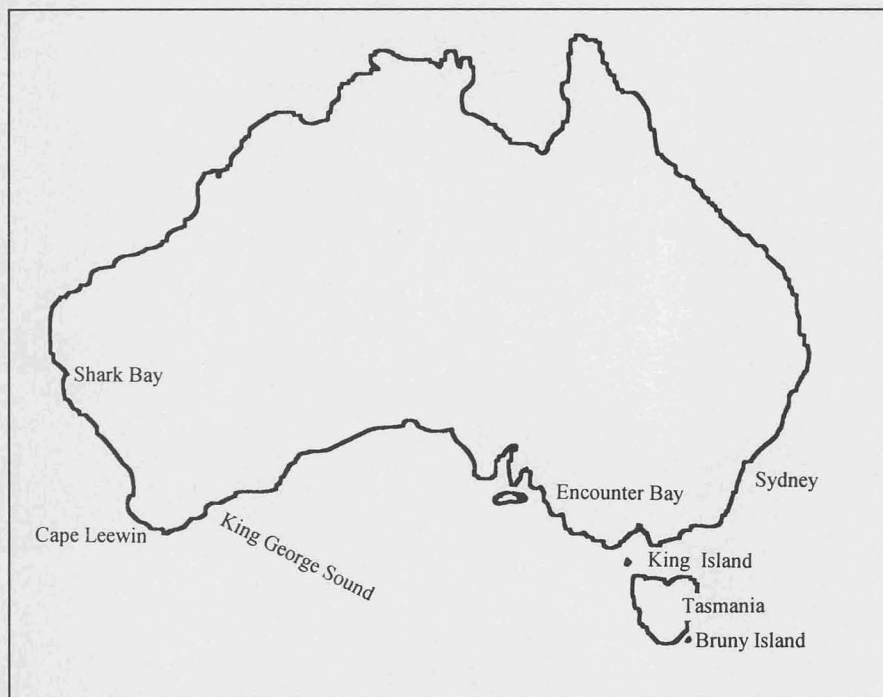 Shark Bay
Encounter Bay
Sydney
Cape Leewin
King George Sound
King Island
Tasmania
Bruny Island